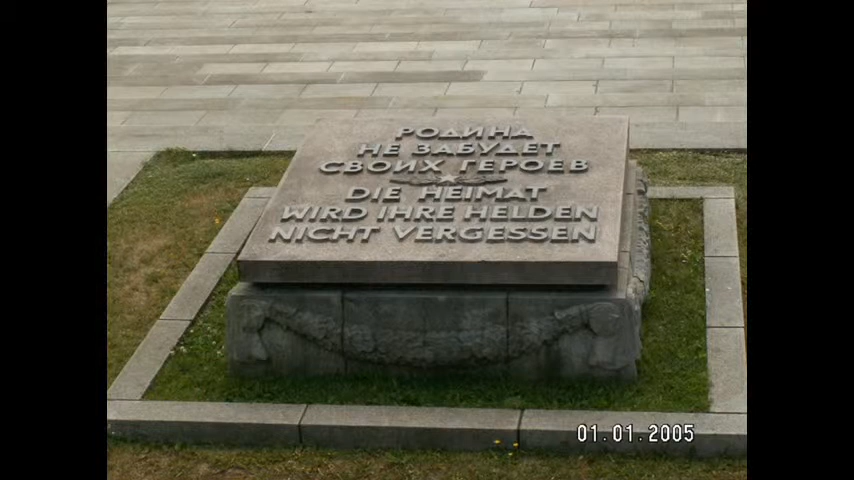 РОДИНА
НЕ ЗАБУДЕТ
СВОИХ ГЕРОЕВ
DIE HEIMAT
WIRD IHRE HELDEN
NICHT VERGESSEN
01.01.2005